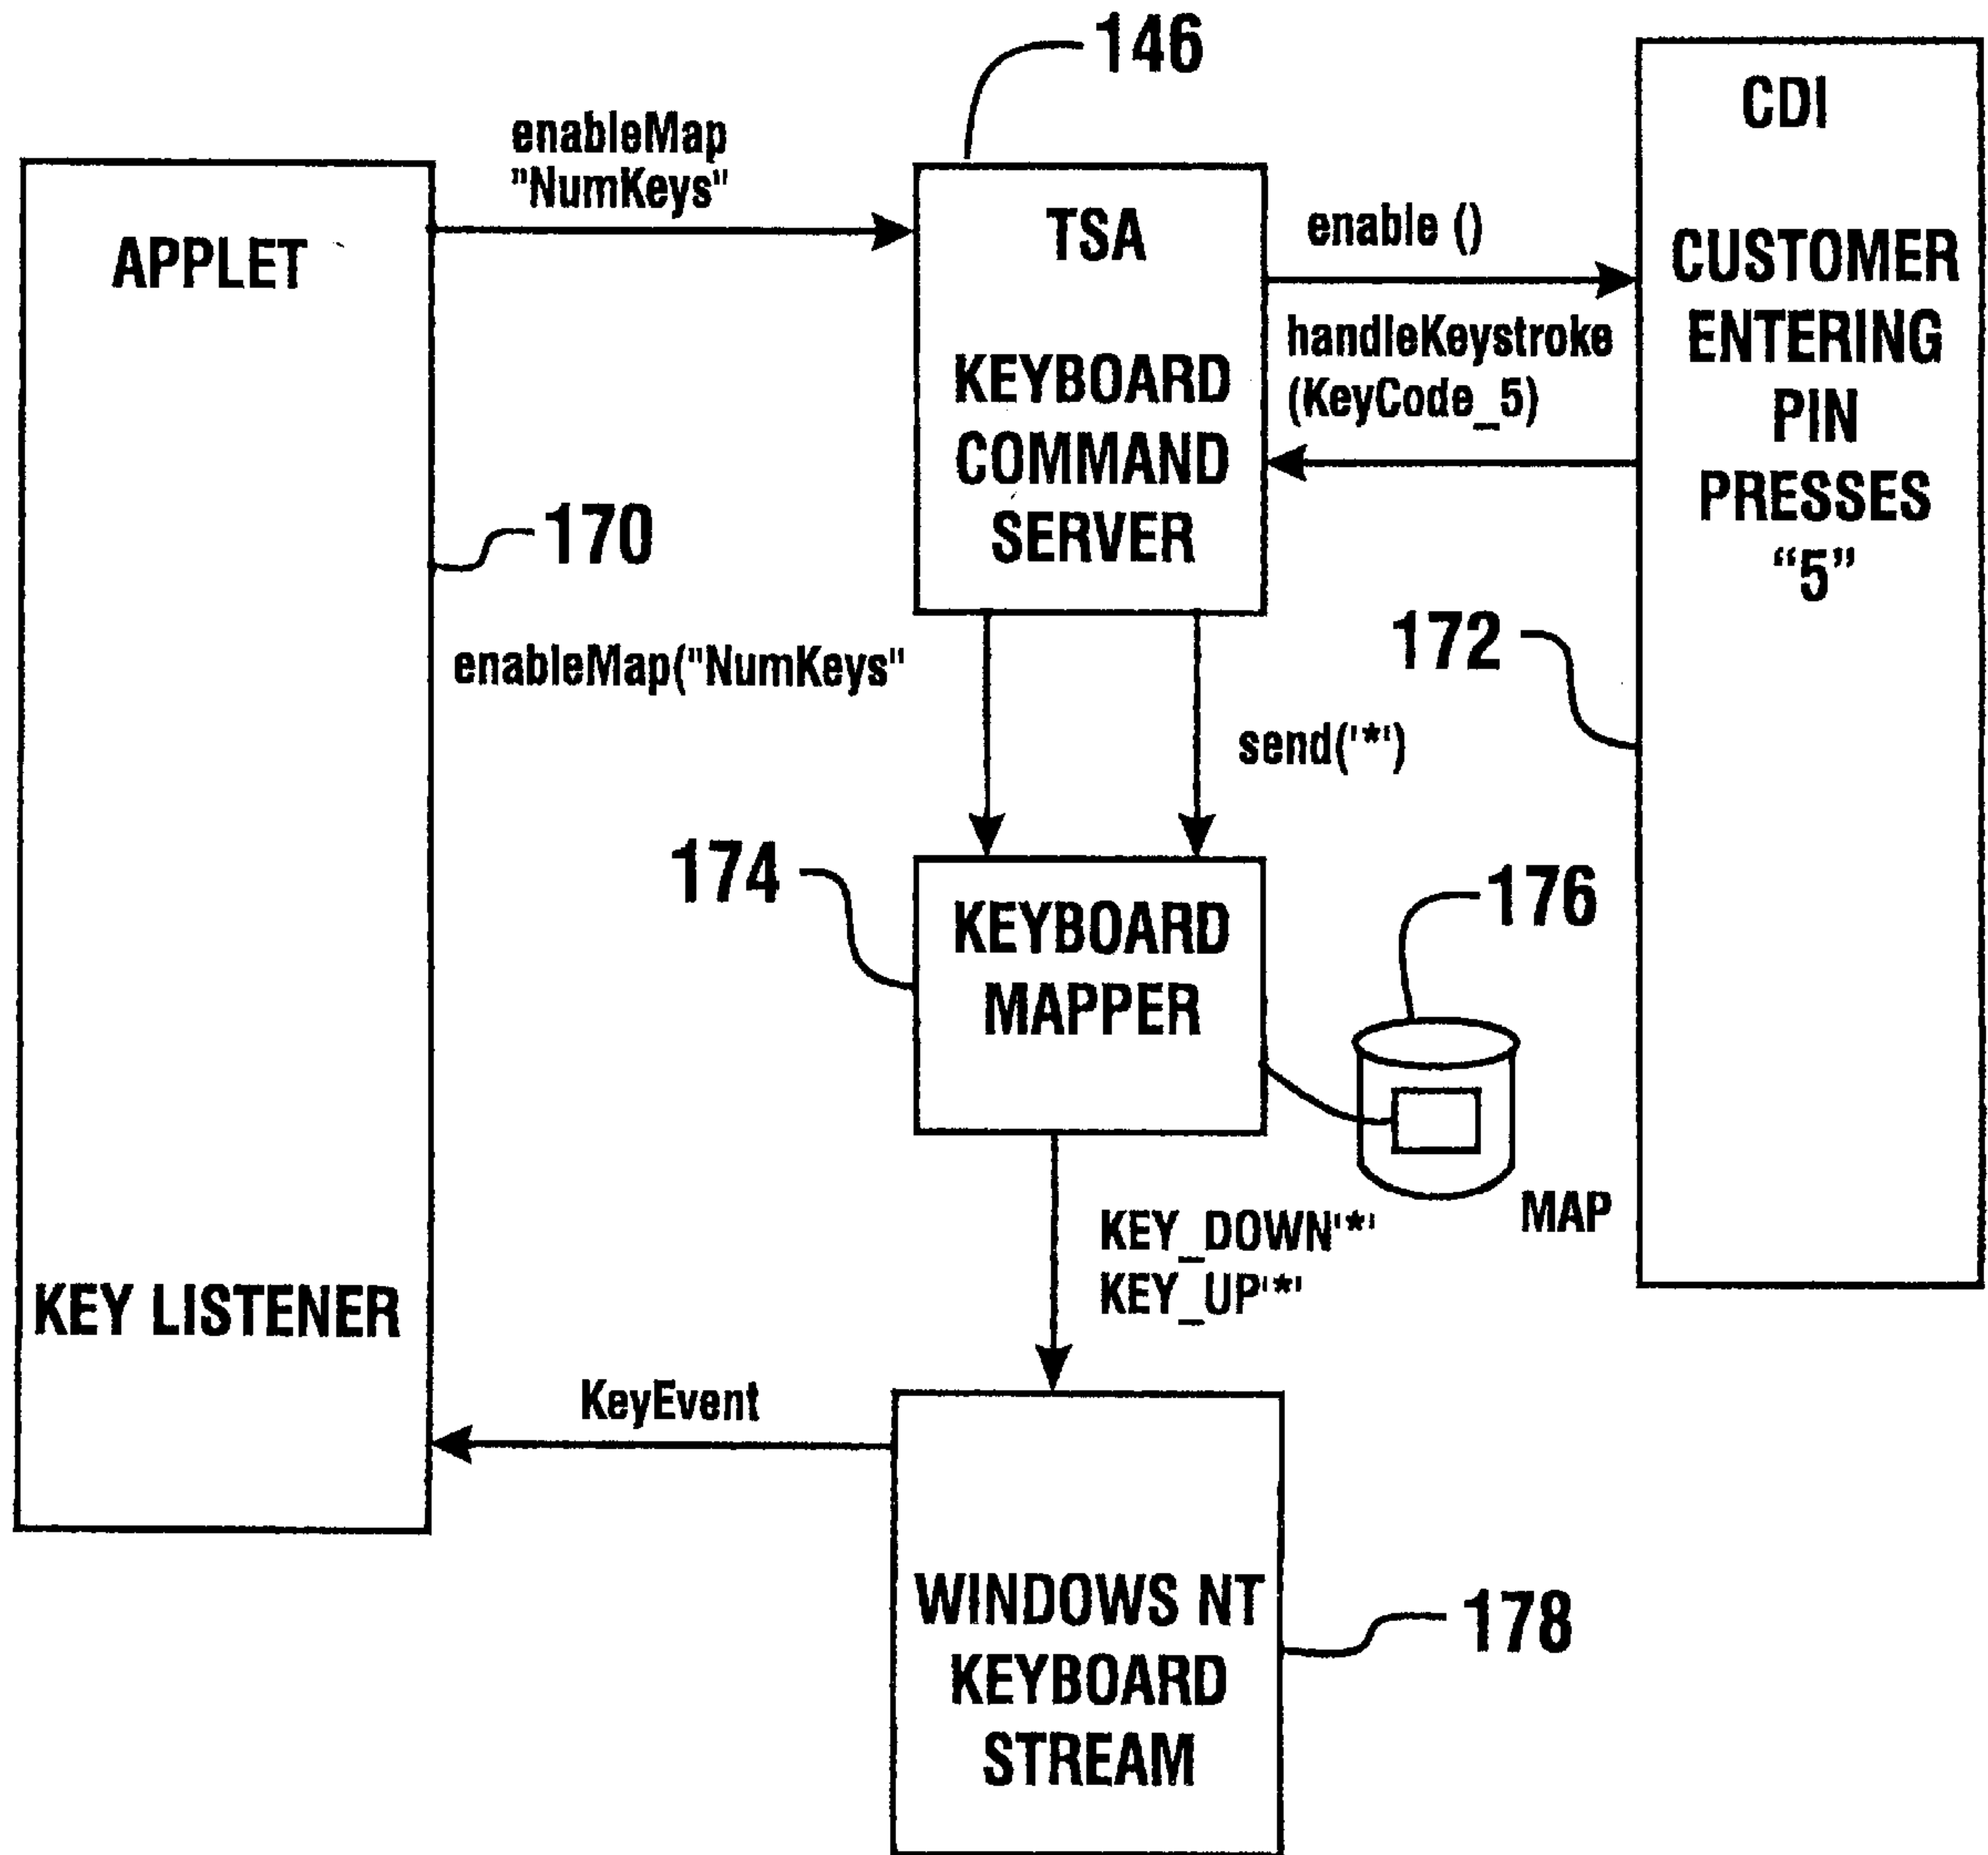 146
CDI
enableMap
"NumKeys"
APPLET
TSA
enable ()
CUSTOMER
ENTERING
PIN
PRESSES
“5”
handleKeystroke
(KeyCode_5)
KEYBOARD
COMMAND
SERVER
170
172
enableMap("NumKeys"
send('*')
174
176
KEYBOARD
MAPPER
MAP
KEY_DOWN'*'
KEY_UP'*'
KEY LISTENER
KeyEvent
WINDOWS NT
KEYBOARD
STREAM
178